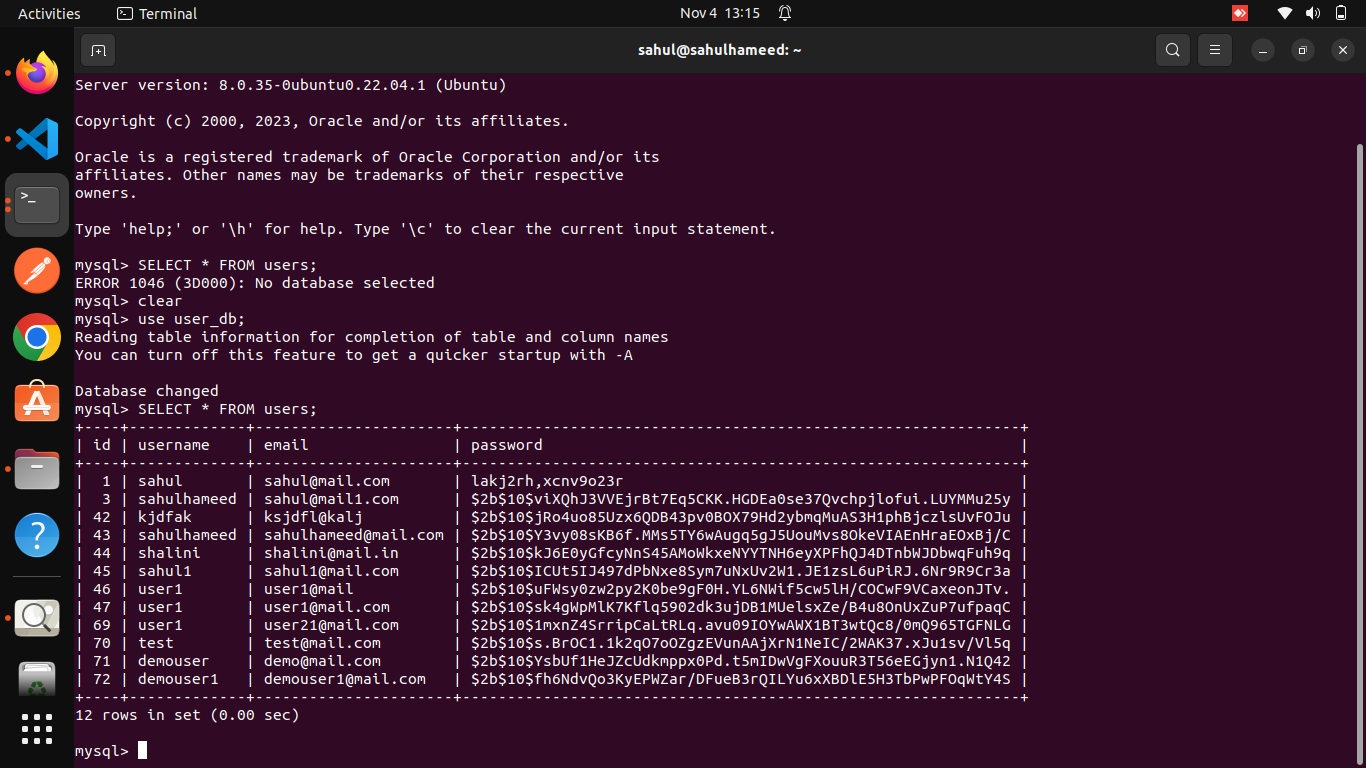 Activities
Terminal
Nov 4 13:15
sahul@sahulhameed: ~
Server version: 8.0.35-0ubuntu0.22.04.1 (Ubuntu)
Copyright (c) 2000, 2023, Oracle and/or its affiliates.
Oracle is a registered trademark of Oracle Corporation and/or its
affiliates. Other names may be trademarks of their respective
owners.
Type 'help;' or '\h' for help. Type '\c' to clear the current input statement.
mysql> SELECT * FROM users;
ERROR 1046 (3D000): No database selected
mysql> clear
mysql> use user_db;
Reading table information for completion of table and column names
You can turn off this feature to get a quicker startup with -A
Database changed
mysql> SELECT * FROM users;
+----+-------------+---------------------+--------------------------------------------------------------+
| id | username | email | password |
+----+-------------+---------------------+--------------------------------------------------------------+
| 1 | sahul | sahul@mail.com | lakj2rh,xcnv9o23r |
| 3 | sahulhameed | sahul@mail1.com | $2b$10$viXQhJ3VVEjrBt7Eq5CKK.HGDEa0se37Qvchpjlofui.LUYMMu25y |
| 42 | kjdfak | ksjdfl@kalj | $2b$10$jRo4uo85Uzx6QDB43pv0BOX79Hd2ybmqMuAS3H1phBjczlsUvFOJu |
| 43 | sahulhameed | sahulhameed@mail.com | $2b$10$Y3vy08sKB6f.MMs5TY6wAugq5gJ5UouMvs8OkeVIAEnHraEOxBj/C |
| 44 | shalini | shalini@mail.in | $2b$10$kJ6E0yGfcyNnS45AMoWkxeNYYTNH6eyXPFhQJ4DTnbWJDbwqFuh9q |
| 45 | sahul1 | sahul1@mail.com | $2b$10$ICUt5IJ497dPbNxe8Sym7uNxUv2W1.JE1zsL6uPiRJ.6Nr9R9Cr3a |
| 46 | user1 | user1@mail | $2b$10$uFWsy0zw2py2K0be9gF0H.YL6NWif5cw5lH/COCwF9VCaxeonJTv. |
| 47 | user1 | user1@mail.com | $2b$10$sk4gWpMlK7Kflq5902dk3ujDB1MUelsxZe/B4u8OnUxZuP7ufpaqC |
| 69 | user1 | user21@mail.com | $2b$10$1mxnZ4SrripCaLtRLq.avu09IOYwAWX1BT3wtQc8/0mQ965TGFNLG |
| 70 | test | test@mail.com | $2b$10$s.BrOC1.1k2qO7oOZgzEVunAAjXrN1NeIC/2WAK37.xJu1sv/Vl5q |
| 71 | demouser | demo@mail.com | $2b$10$YsbUf1HeJZcUdkmppx0Pd.t5mIDwVgFXouuR3T56eEGjyn1.N1Q42 |
| 72 | demouser1 | demouser1@mail.com | $2b$10$fh6NdvQo3KyEPWZar/DFueB3rQILYu6xXBDlE5H3TbPwPFOqWtY4S |
+----+-------------+---------------------+--------------------------------------------------------------+
12 rows in set (0.00 sec)
mysql>